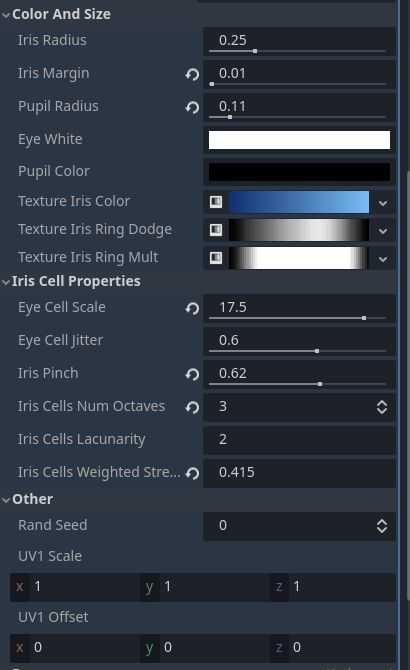 Color And Size
Iris Radius 0.25
Iris Margin 0.01
Pupil Radius 0.11
Eye White
Pupil Color
Texture Iris Color
Texture Iris Ring Dodge
Texture Iris Ring Mult
Iris Cell Properties
Eye Cell Scale 17.5
Eye Cell Jitter 0.6
Iris Pinch 0.62
Iris Cells Num Octaves 3
Iris Cells Lacunarity 2
Iris Cells Weighted Stre... 0.415
Other
Rand Seed 0
UV1 Scale
x 1 y 1 z 1
UV1 Offset
x 0 y 0 z 0